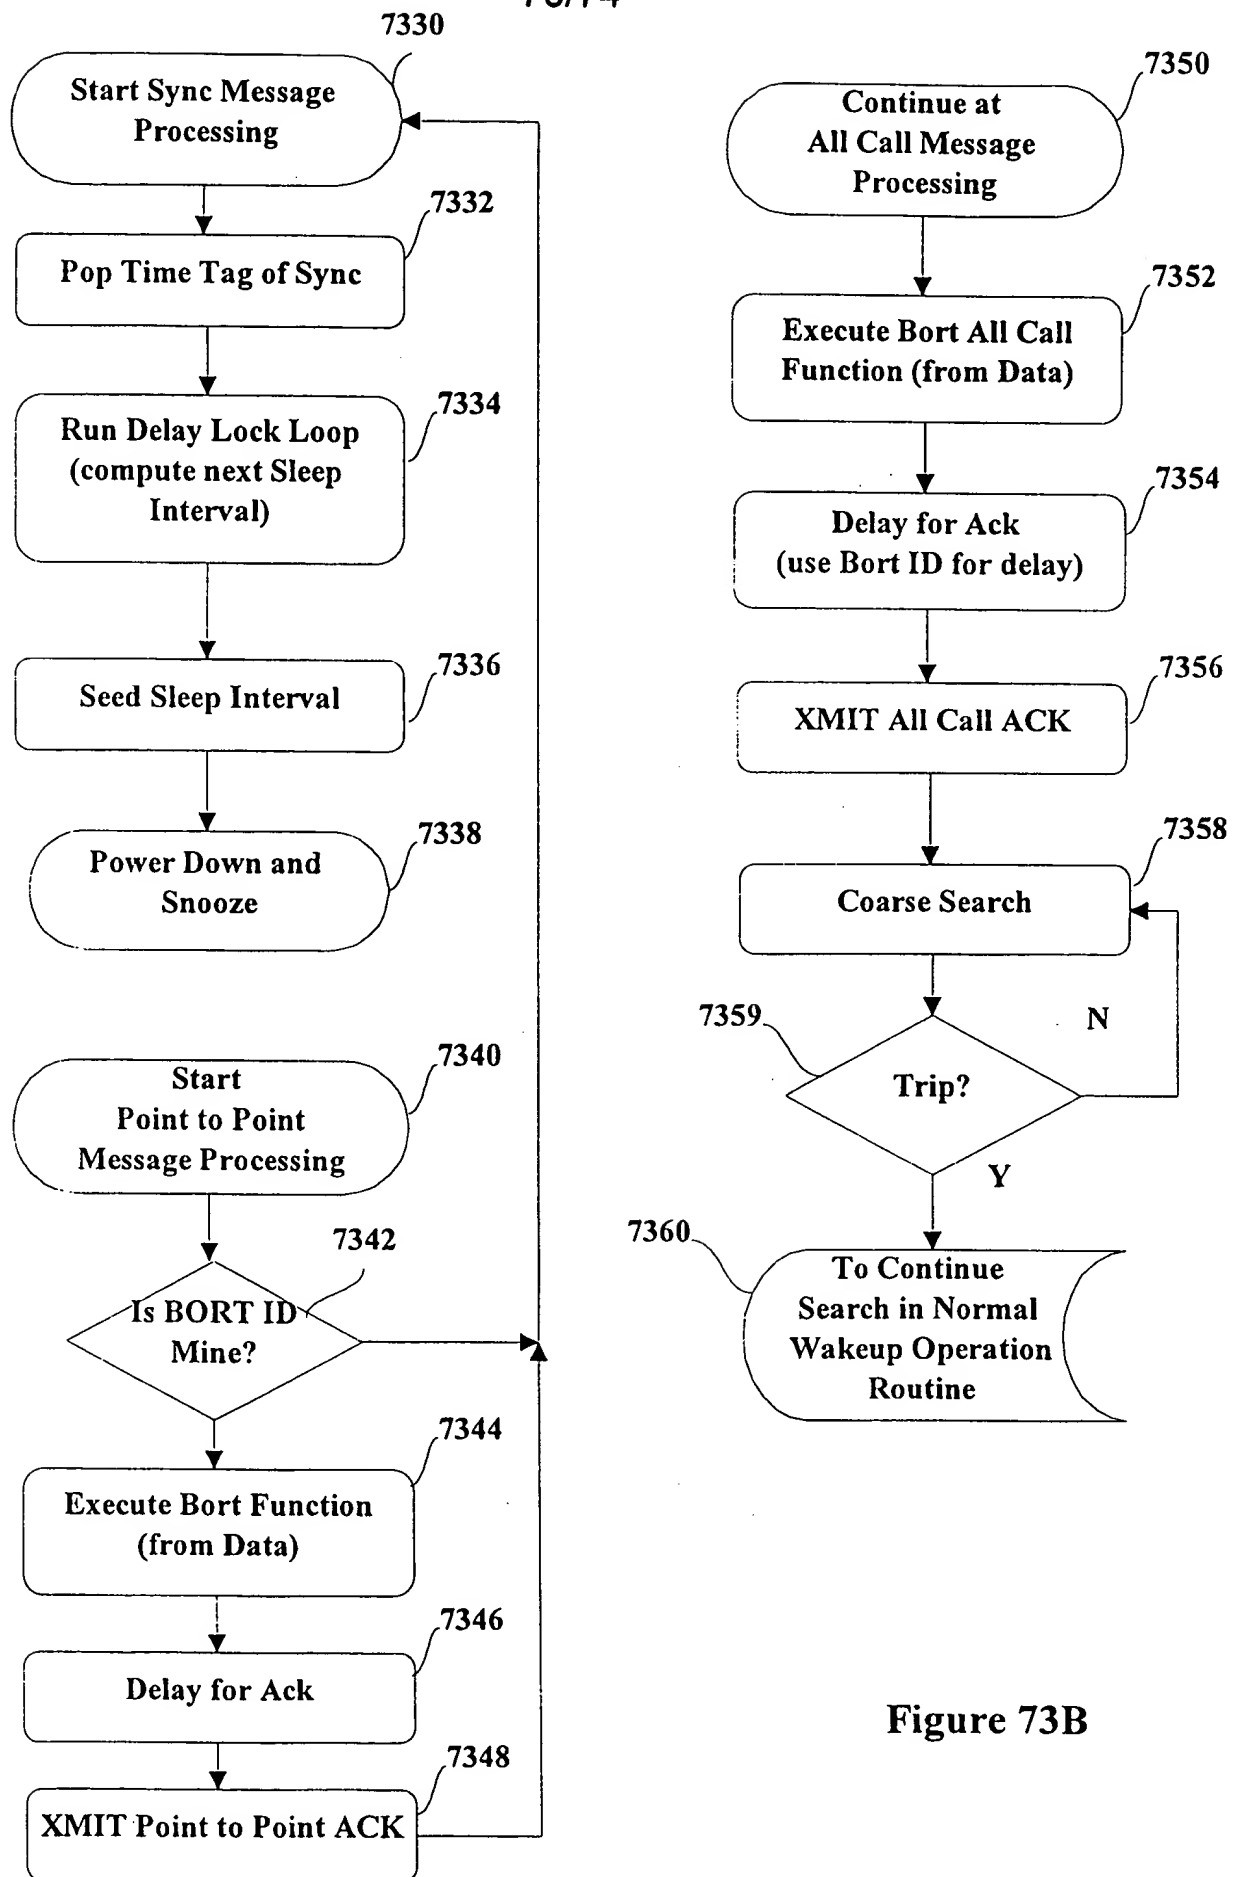 7330
Start Sync Message
Processing
7332
Pop Time Tag of Sync
7334
Run Delay Lock Loop
(compute next Sleep
Interval)
7336
Seed Sleep Interval
7338
Power Down and
Snooze
7340
Start
Point to Point
Message Processing
7342
Is BORT ID
Mine?
7344
Execute Bort Function
(from Data)
7346
Delay for Ack
7348
XMIT Point to Point ACK
7350
Continue at
All Call Message
Processing
7352
Execute Bort All Call
Function (from Data)
7354
Delay for Ack
(use Bort ID for delay)
7356
XMIT All Call ACK
7358
Coarse Search
7359
N
Trip?
Y
7360
To Continue
Search in Normal
Wakeup Operation
Routine
Figure 73B